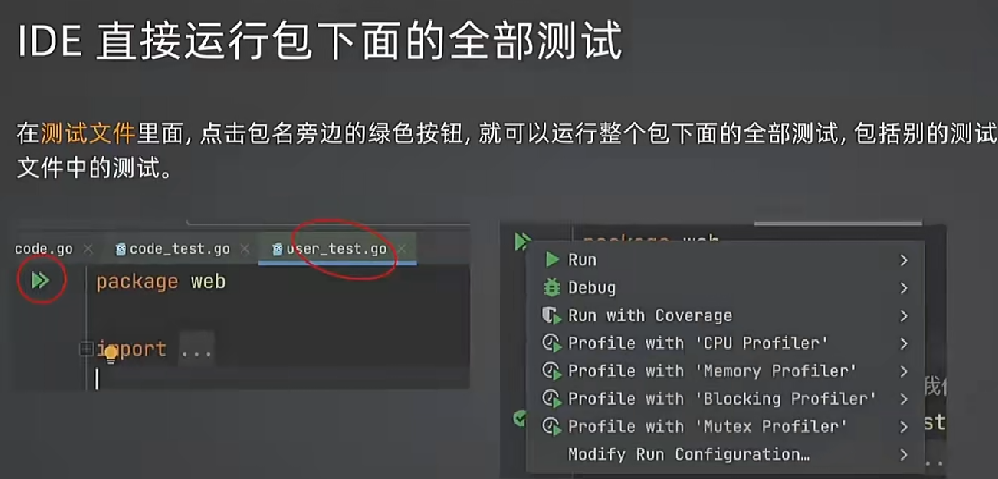 IDE 直接运行包下面的全部测试
在测试文件里面, 点击包名旁边的绿色按钮, 就可以运行整个包下面的全部测试, 包括别的测试
文件中的测试。
code.go
code_test.go
user_test.go
package web
import ...
package web
Run
Debug
Run with Coverage
Profile with 'CPU Profiler'
Profile with 'Memory Profiler'
Profile with 'Blocking Profiler'
Profile with 'Mutex Profiler'
Modify Run Configuration…
我
st
..